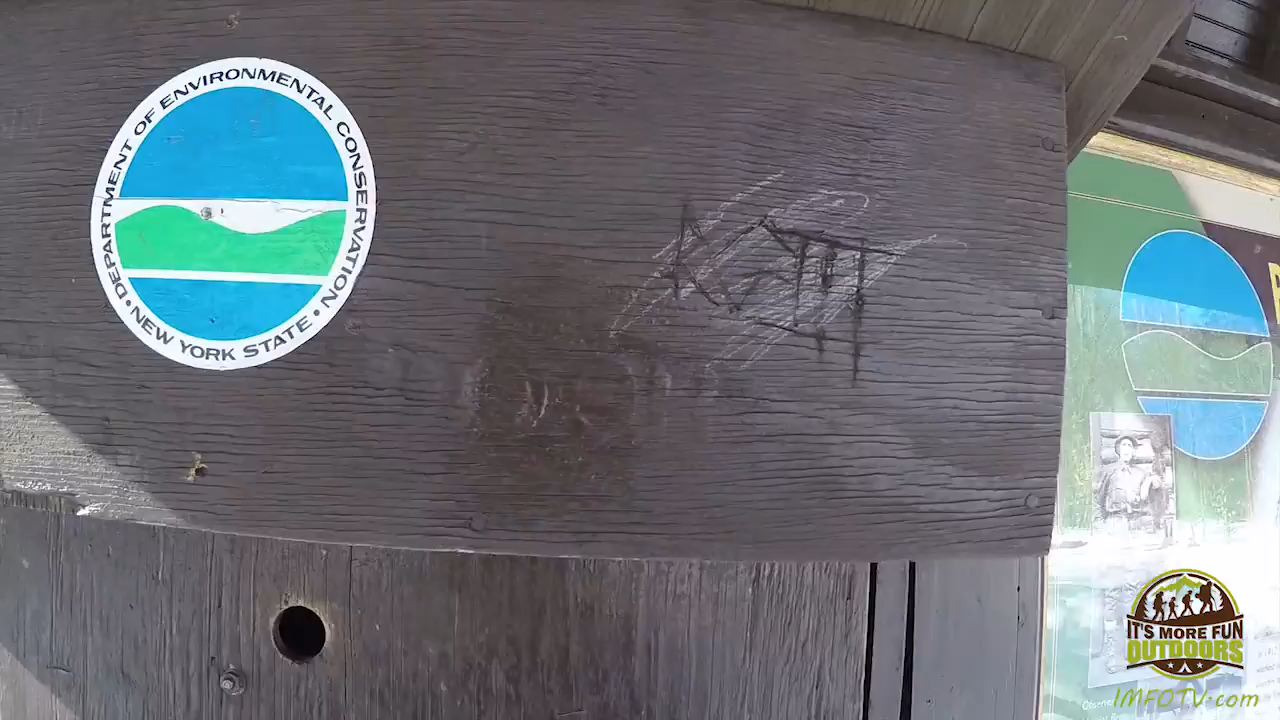 DEPARTMENT OF ENVIRONMENTAL CONSERVATION
• NEW YORK STATE •
IT'S MORE FUN
OUTDOORS
IMFOTV.com